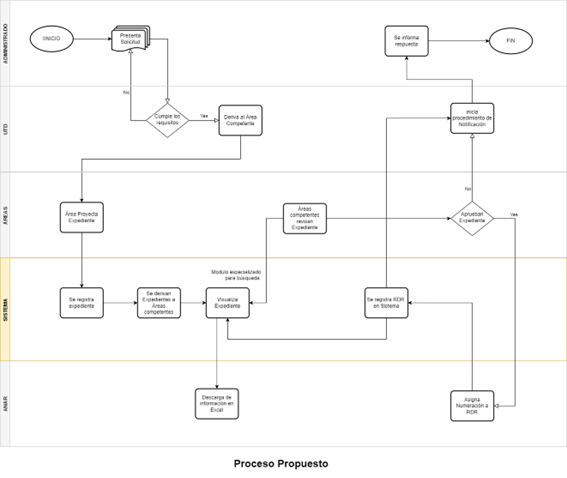 ADMINISTRADO
INICIO
Presenta
Solicitud
Se informa
respuesta
FIN
UTD
No
Cumple los
requisitos
Yes
Deriva al Área
Competente
Inicia
procedimiento de
Notificación
ÁREAS
Área Proyecta
Expediente
Áreas
competentes
revisan
Expediente
No
Aprueban
Expediente
Yes
SISTEMA
Modulo especializado
para búsqueda
Se registra
expediente
Se derivan
Expedientes a
Áreas
competentes
Visualiza
Expediente
Se registra RDR
en Sistema
ANAR
Descarga de
información en
Excel
Asigna
Numeración a
RDR
Proceso Propuesto